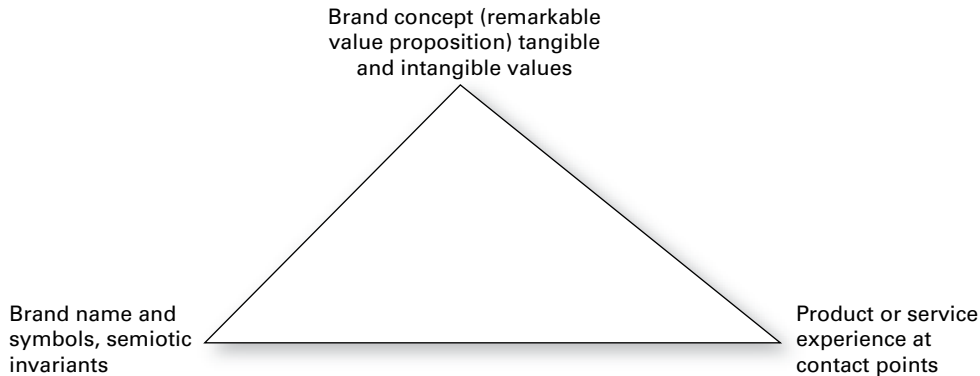 Brand concept (remarkable
value proposition) tangible
and intangible values
Brand name and
symbols, semiotic
invariants
Product or service
experience at
contact points